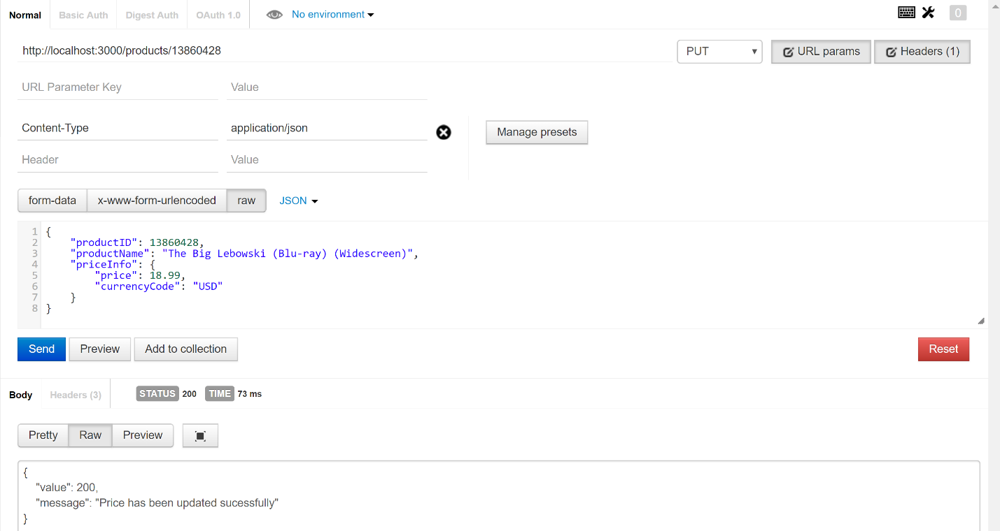 Normal Basic Auth Digest Auth OAuth 1.0 No environment 0
http://localhost:3000/products/13860428 PUT URL params Headers (1)
URL Parameter Key Value
Content-Type application/json Manage presets
Header Value
form-data x-www-form-urlencoded raw JSON
1 {
2 "productID": 13860428,
3 "productName": "The Big Lebowski (Blu-ray) (Widescreen)",
4 "priceInfo": {
5 "price": 18.99,
6 "currencyCode": "USD"
7 }
8 }
Send Preview Add to collection Reset
Body Headers (3) STATUS 200 TIME 73 ms
Pretty Raw Preview
{
"value": 200,
"message": "Price has been updated sucessfully"
}